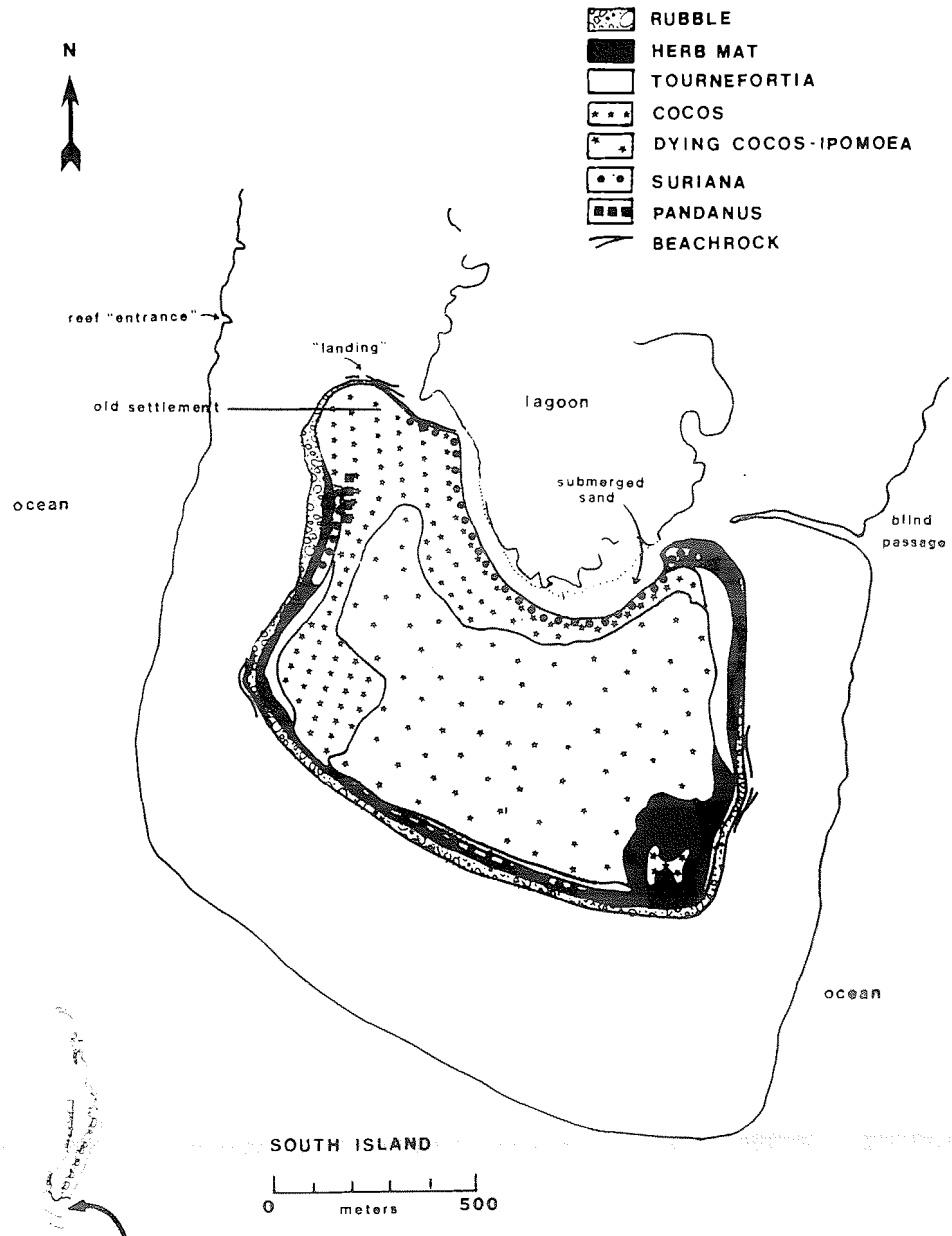 RUBBLE
HERB MAT
TOURNEFORTIA
COCOS
DYING COCOS-IPOMOEA
SURIANA
PANDANUS
BEACHROCK
N
reef "entrance"
"landing"
old settlement
lagoon
submerged
sand
ocean
blind
passage
ocean
SOUTH ISLAND
0 meters 500